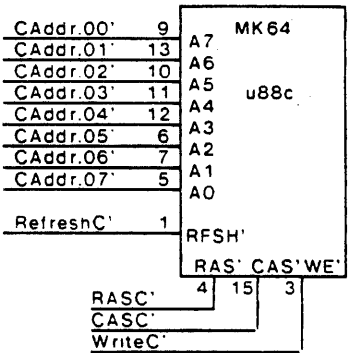 CAddr.00' 9 MK64
A7
CAddr.01' 13
A6
CAddr.02' 10
A5 u88c
CAddr.03' 11
A4
CAddr.04' 12
A3
CAddr.05' 6
A2
CAddr.06' 7
A1
CAddr.07' 5
A0
RefreshC' 1
RFSH'
RAS' CAS' WE'
4 15 3
RASC'
CASC'
WriteC'